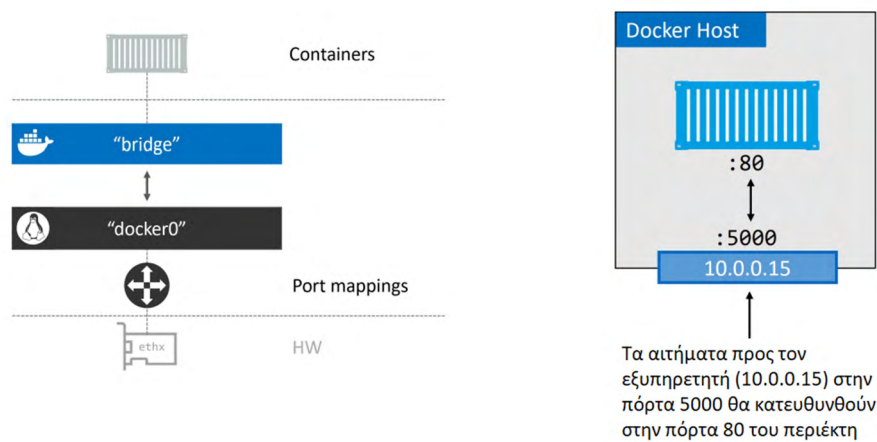 Containers
“bridge”
“docker0”
Port mappings
ethx
HW
Docker Host
:80
:5000
10.0.0.15
Τα αιτήματα προς τον
εξυπηρετητή (10.0.0.15) στην
πόρτα 5000 θα κατευθυνθούν
στην πόρτα 80 του περιέκτη